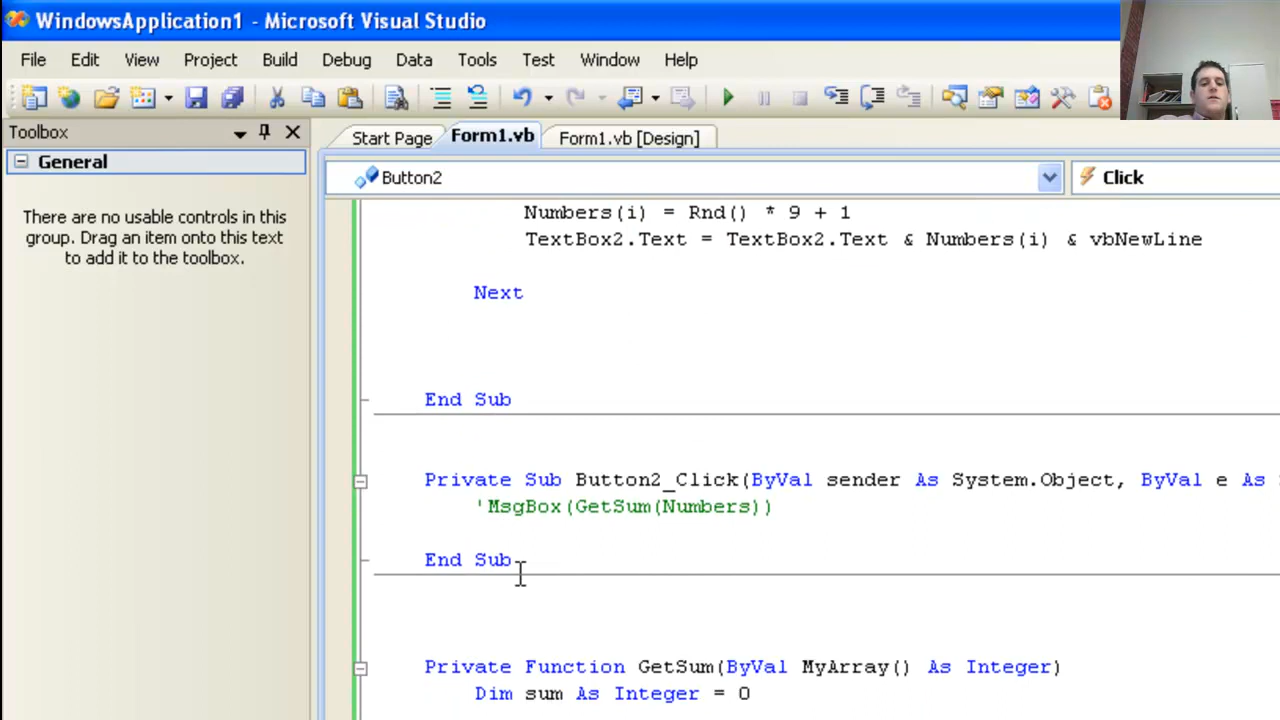 WindowsApplication1 - Microsoft Visual Studio
File Edit View Project Build Debug Data Tools Test Window Help
Toolbox
Start Page Form1.vb Form1.vb [Design]
General
Button2 Click
There are no usable controls in this
group. Drag an item onto this text
to add it to the toolbox.
Numbers(i) = Rnd() * 9 + 1
TextBox2.Text = TextBox2.Text & Numbers(i) & vbNewLine
Next
End Sub
Private Sub Button2_Click(ByVal sender As System.Object, ByVal e As
'MsgBox(GetSum(Numbers))
End Sub
Private Function GetSum(ByVal MyArray() As Integer)
Dim sum As Integer = 0